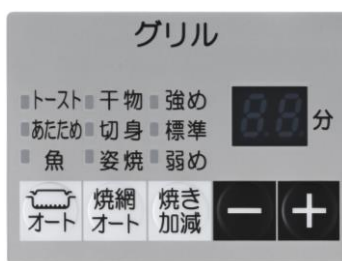 グリル
トースト 干物 強め
あたため 切身 標準
魚 姿焼 弱め
88 分
オート 焼網オート 焼き加減 − +